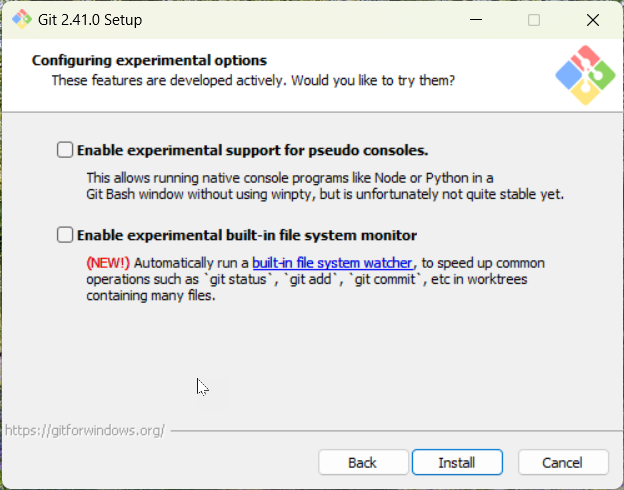 Git 2.41.0 Setup
Configuring experimental options
These features are developed actively. Would you like to try them?
Enable experimental support for pseudo consoles.
This allows running native console programs like Node or Python in a
Git Bash window without using winpty, but is unfortunately not quite stable yet.
Enable experimental built-in file system monitor
(NEW!) Automatically run a built-in file system watcher, to speed up common
operations such as `git status`, `git add`, `git commit`, etc in worktrees
containing many files.
https://gitforwindows.org/
Back Install Cancel